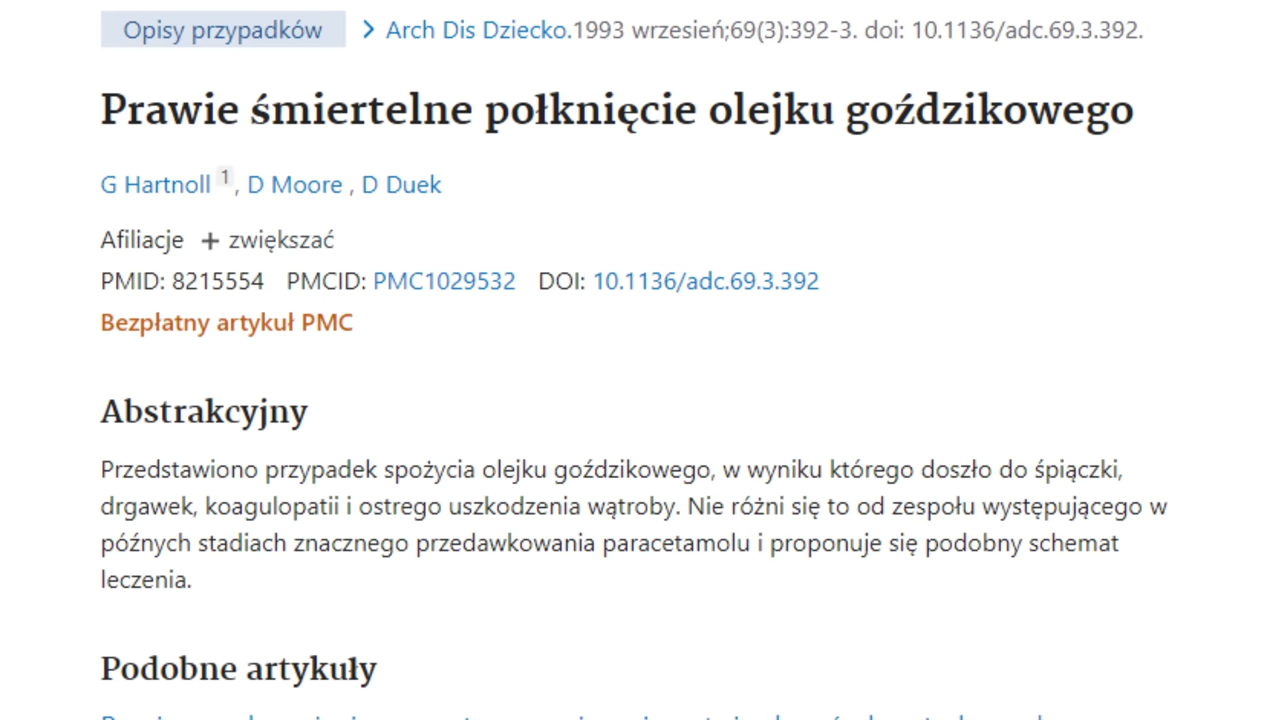 Opisy przypadków > Arch Dis Dziecko.1993 wrzesień;69(3):392-3. doi: 10.1136/adc.69.3.392.
Prawie śmiertelne połknięcie olejku goździkowego
G Hartnoll 1, D Moore , D Duek
Afiliacje + zwiększać
PMID: 8215554 PMCID: PMC1029532 DOI: 10.1136/adc.69.3.392
Bezpłatny artykuł PMC
Abstrakcyjny
Przedstawiono przypadek spożycia olejku goździkowego, w wyniku którego doszło do śpiączki,
drgawek, koagulopatii i ostrego uszkodzenia wątroby. Nie różni się to od zespołu występującego w
późnych stadiach znacznego przedawkowania paracetamolu i proponuje się podobny schemat
leczenia.
Podobne artykuły